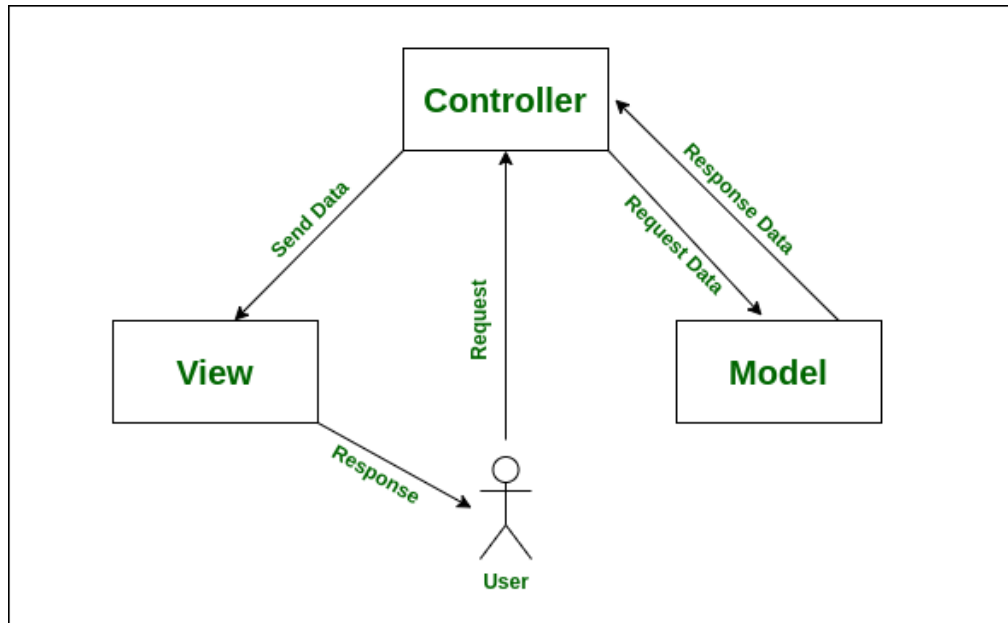 Controller
Send Data
Request
Request Data
Response Data
View
Model
Response
User